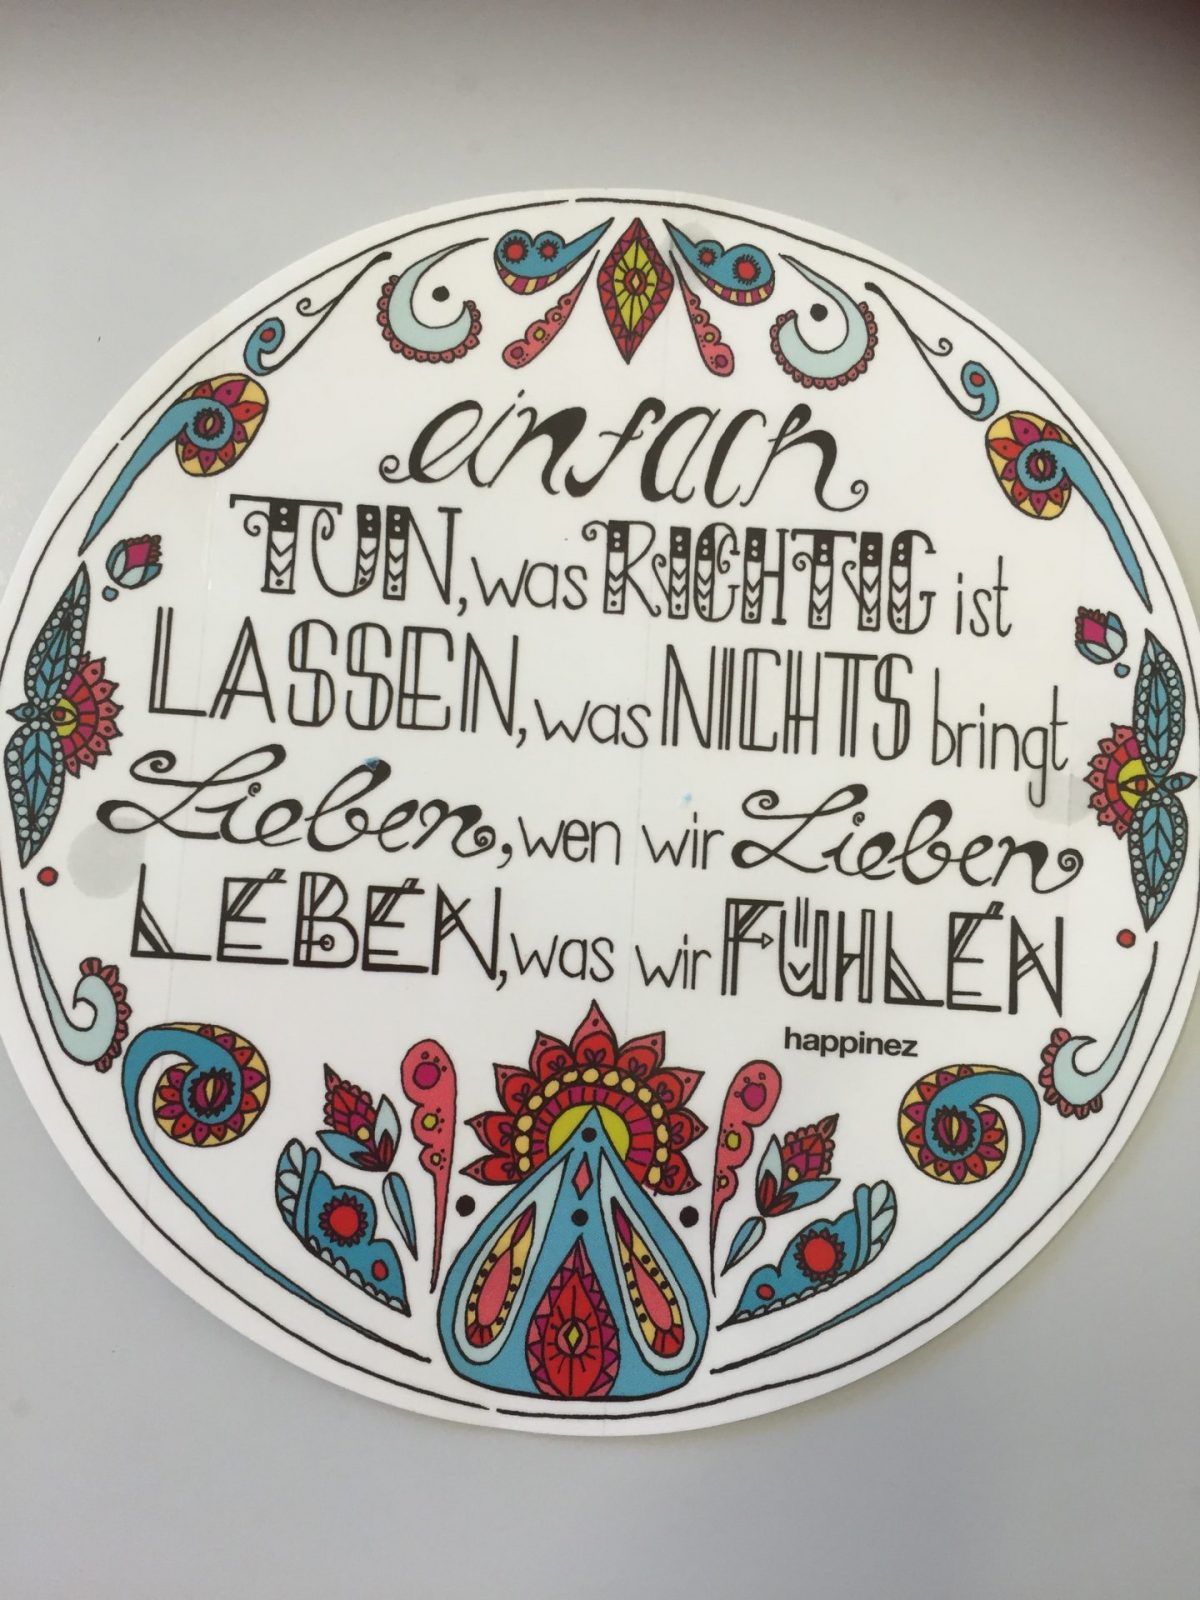 einfach
TUN, was RICHTIG ist
LASSEN, was NICHTS bringt
Lieben, wen wir Lieben
LEBEN, was wir FÜHLEN
happinez